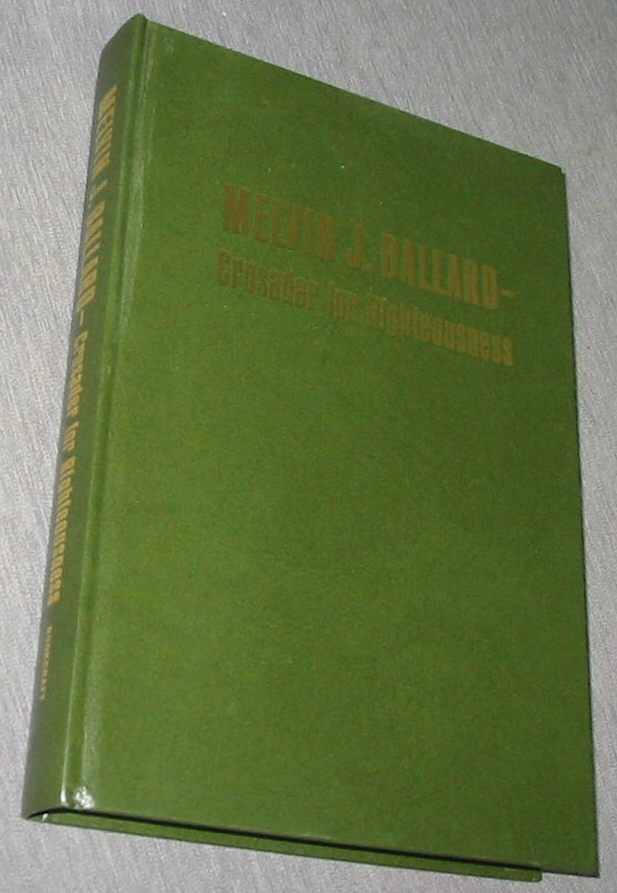 MELVIN J. BALLARD-
Crusader for Righteousness
MELVIN J. BALLARD- Crusader for Righteousness